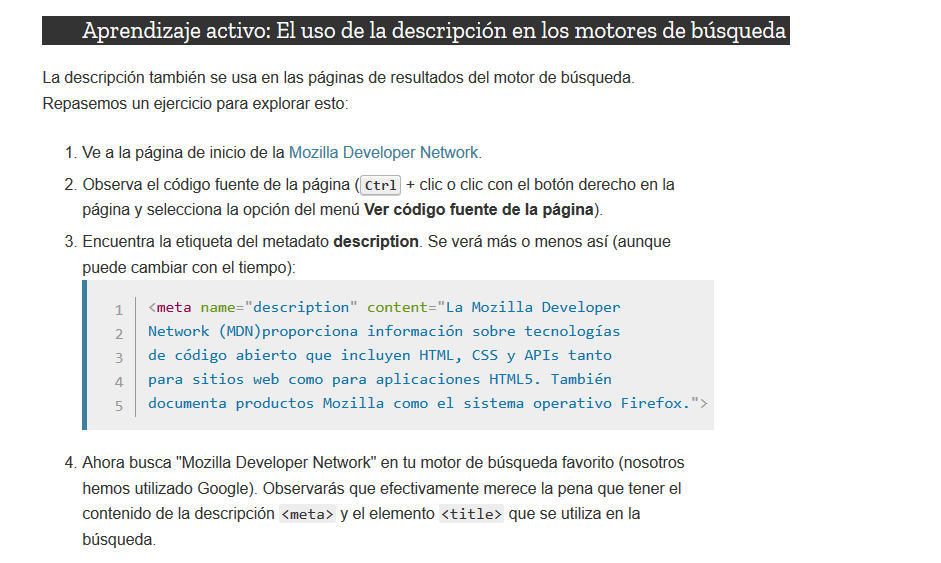 Aprendizaje activo: El uso de la descripción en los motores de búsqueda
La descripción también se usa en las páginas de resultados del motor de búsqueda.
Repasemos un ejercicio para explorar esto:
1. Ve a la página de inicio de la Mozilla Developer Network.
2. Observa el código fuente de la página (Ctrl + clic o clic con el botón derecho en la
página y selecciona la opción del menú Ver código fuente de la página).
3. Encuentra la etiqueta del metadato description. Se verá más o menos así (aunque
puede cambiar con el tiempo):
1 <meta name="description" content="La Mozilla Developer
2 Network (MDN)proporciona información sobre tecnologías
3 de código abierto que incluyen HTML, CSS y APIs tanto
4 para sitios web como para aplicaciones HTML5. También
5 documenta productos Mozilla como el sistema operativo Firefox.">
4. Ahora busca "Mozilla Developer Network" en tu motor de búsqueda favorito (nosotros
hemos utilizado Google). Observarás que efectivamente merece la pena que tener el
contenido de la descripción <meta> y el elemento <title> que se utiliza en la
búsqueda.